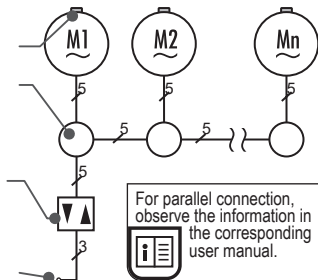 M1 M2 Mn
~ ~ ~
5 5 5
5 5
5
For parallel connection,
observe the information in
the corresponding
user manual.
3
i